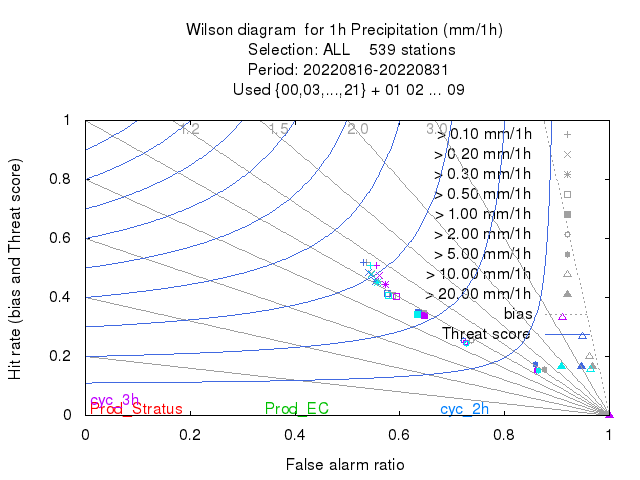 Wilson diagram  for 1h Precipitation (mm/1h)
Selection: ALL    539 stations
Period: 20220816-20220831
Used {00,03,...,21} + 01 02 ... 09
1.2 1.5 2.0 3.0
> 0.10 mm/1h
> 0.20 mm/1h
> 0.30 mm/1h
> 0.50 mm/1h
> 1.00 mm/1h
> 2.00 mm/1h
> 5.00 mm/1h
> 10.00 mm/1h
> 20.00 mm/1h
bias
Threat score
Hit rate (bias and Threat score)
1
0.8
0.6
0.4
0.2
0
cyc_3h
Prod_Stratus Prod_EC cyc_2h
0 0.2 0.4 0.6 0.8 1
False alarm ratio